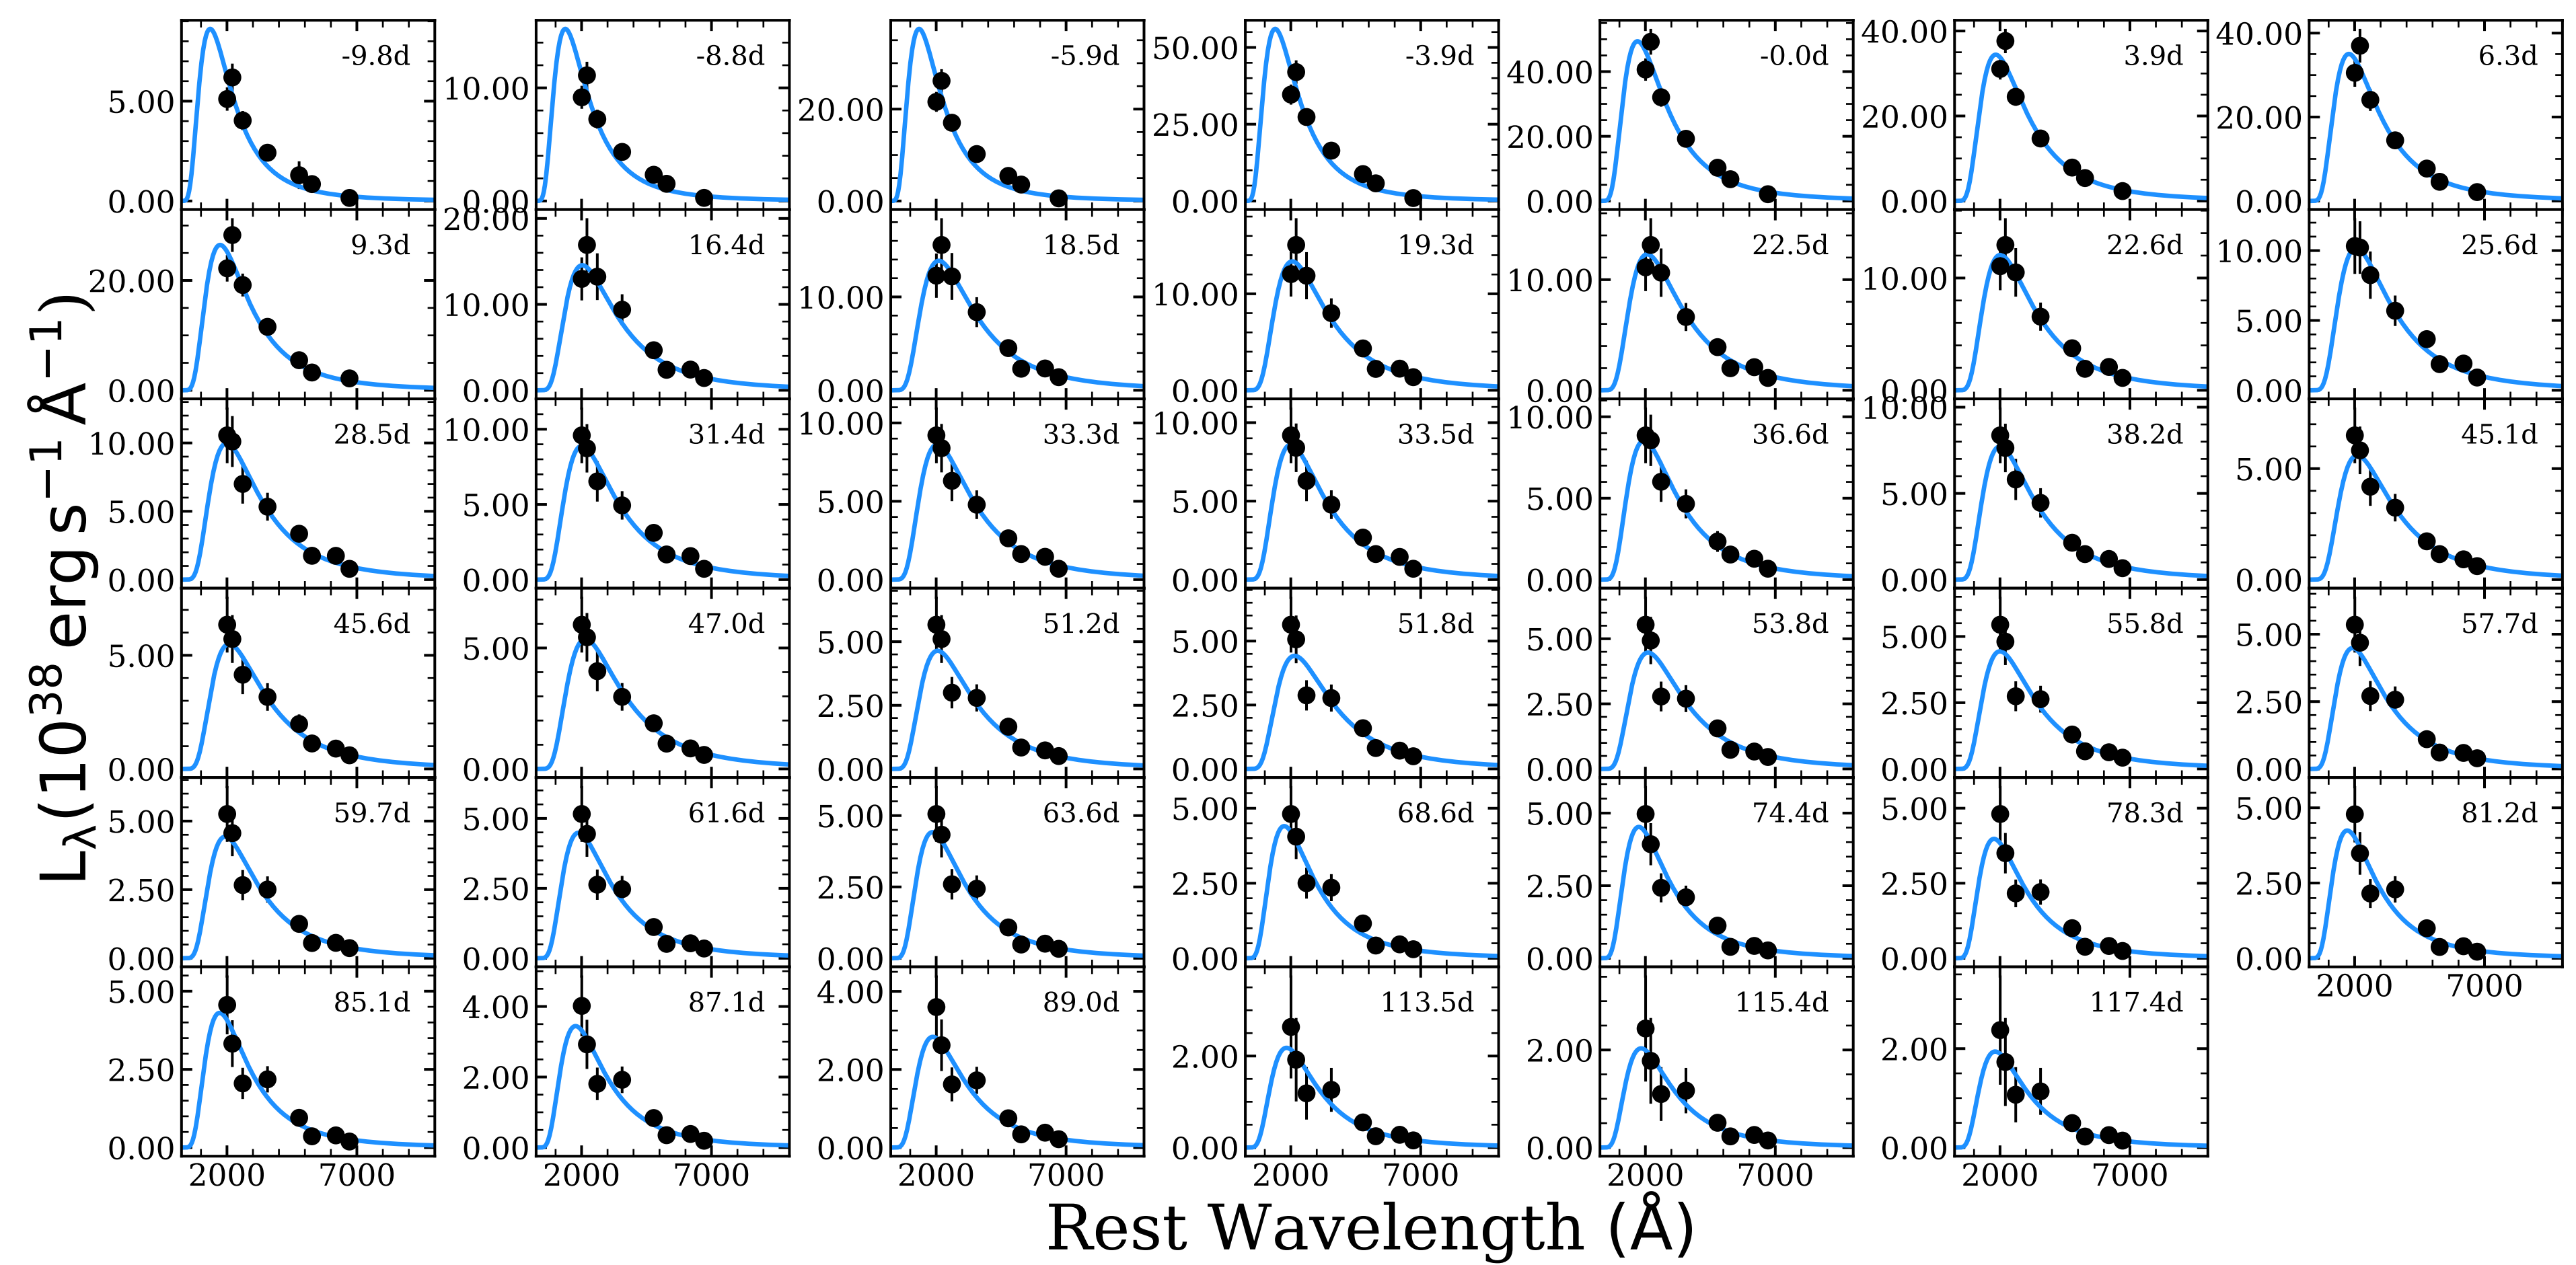 L_λ (10^38 erg s^−1 Å^−1)
5.00 0.00 -9.8d
10.00 0.00 -8.8d
20.00 0.00 -5.9d
50.00 25.00 0.00 -3.9d
40.00 20.00 0.00 -0.0d
40.00 20.00 0.00 3.9d
40.00 20.00 0.00 6.3d
20.00 0.00 9.3d
20.00 10.00 0.00 16.4d
10.00 0.00 18.5d
10.00 0.00 19.3d
10.00 0.00 22.5d
10.00 0.00 22.6d
10.00 5.00 0.00 25.6d
10.00 5.00 0.00 28.5d
10.00 5.00 0.00 31.4d
10.00 5.00 0.00 33.3d
10.00 5.00 0.00 33.5d
10.00 5.00 0.00 36.6d
10.00 5.00 0.00 38.2d
5.00 0.00 45.1d
5.00 0.00 45.6d
5.00 0.00 47.0d
5.00 2.50 0.00 51.2d
5.00 2.50 0.00 51.8d
5.00 2.50 0.00 53.8d
5.00 2.50 0.00 55.8d
5.00 2.50 0.00 57.7d
5.00 2.50 0.00 59.7d
5.00 2.50 0.00 61.6d
5.00 2.50 0.00 63.6d
5.00 2.50 0.00 68.6d
5.00 2.50 0.00 74.4d
5.00 2.50 0.00 78.3d
5.00 2.50 0.00 81.2d
2000 7000
5.00 2.50 0.00 85.1d
4.00 2.00 0.00 87.1d
4.00 2.00 0.00 89.0d
2.00 0.00 113.5d
2.00 0.00 115.4d
2.00 0.00 117.4d
2000 7000 2000 7000 2000 7000 2000 7000 2000 7000 2000 7000
Rest Wavelength (Å)